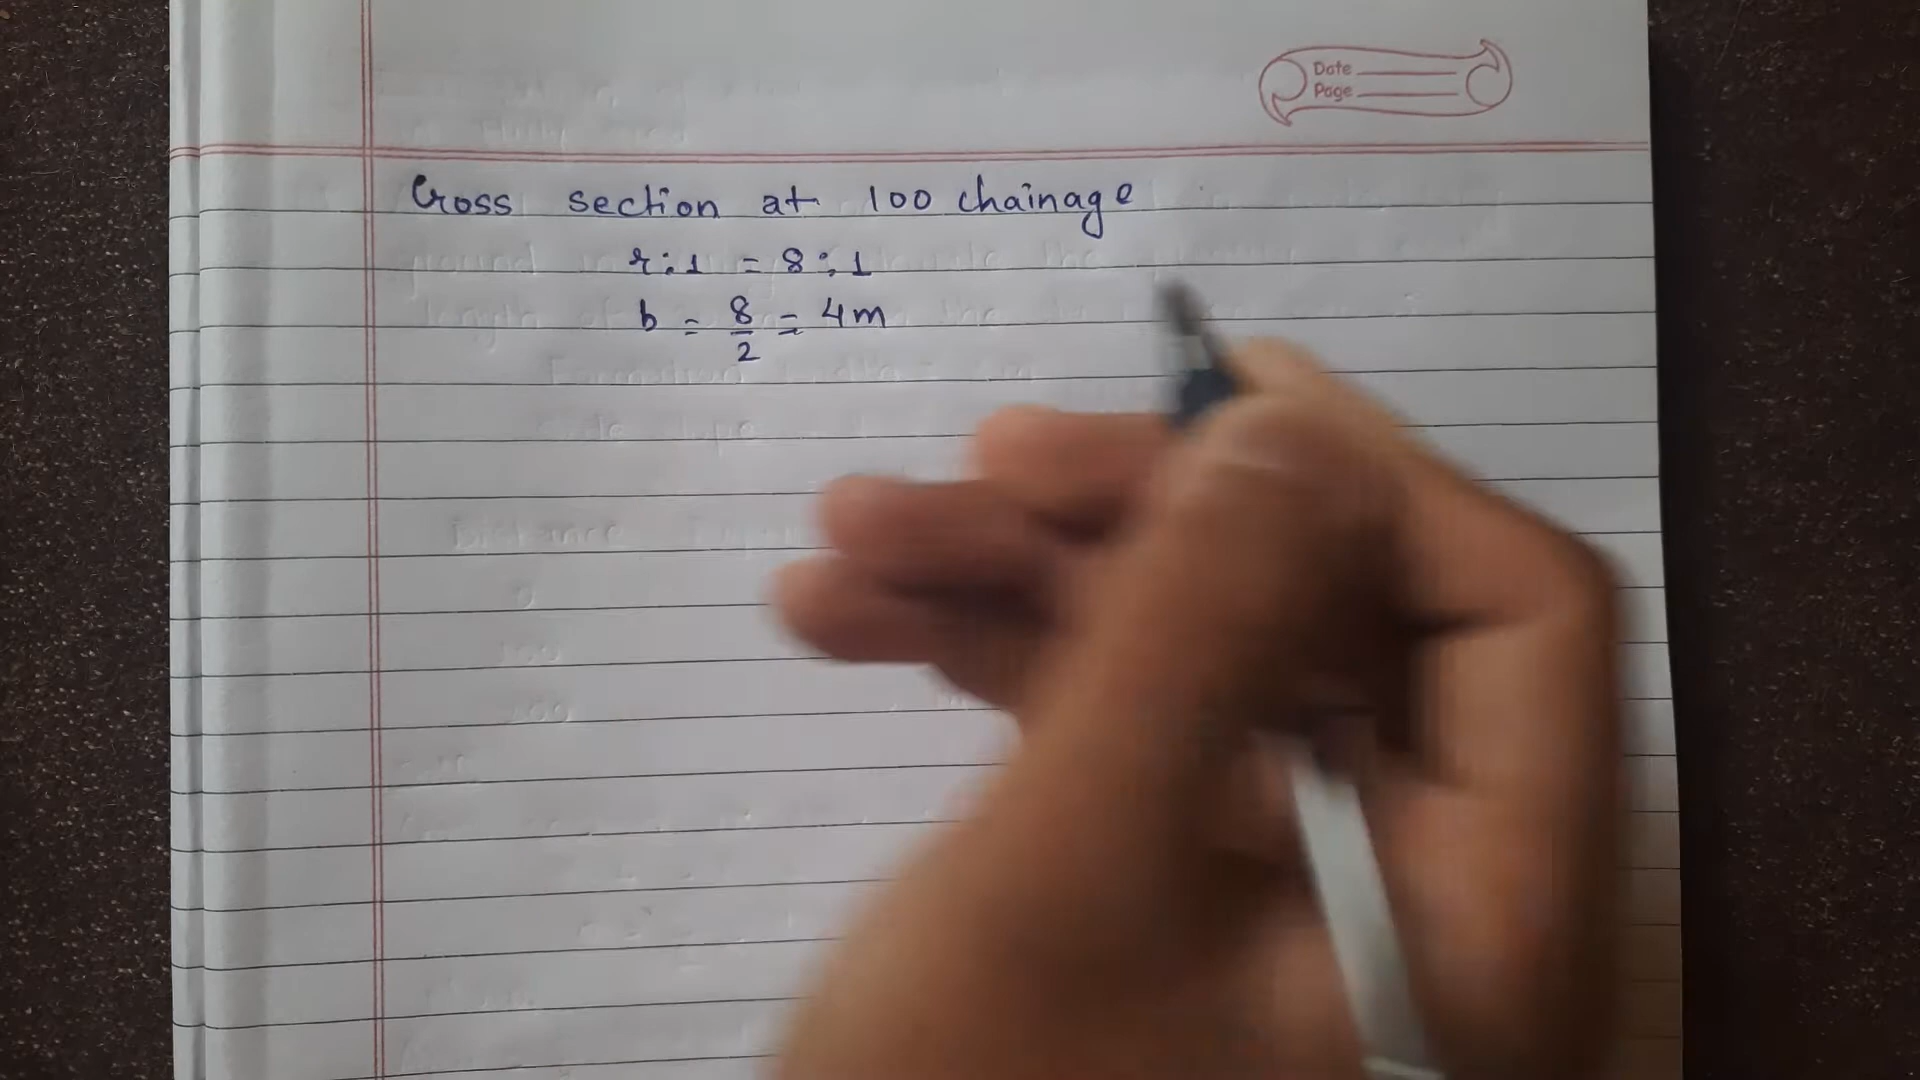 Date
Page
Cross section at 100 chainage
r:1 = 8:1
b = 8/2 = 4m